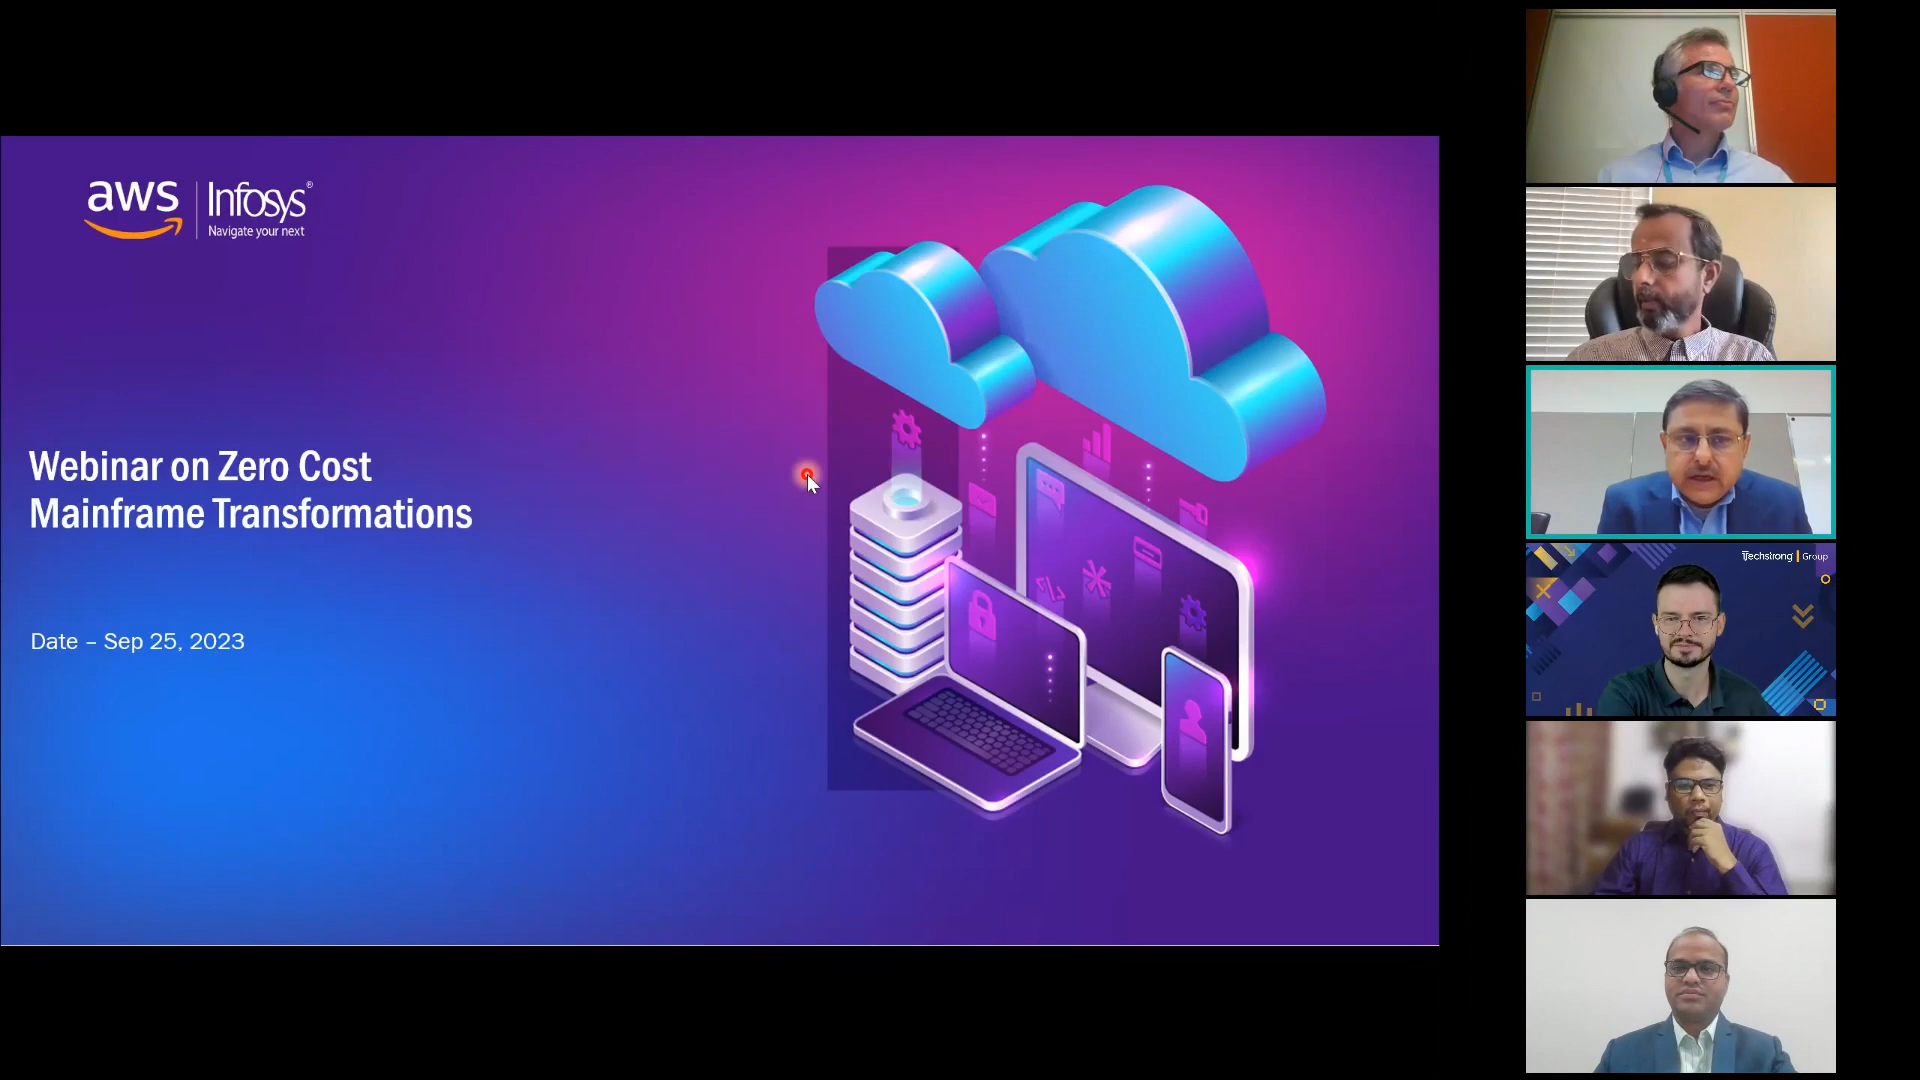 aws
Infosys®
Navigate your next
Webinar on Zero Cost
Mainframe Transformations
Date – Sep 25, 2023
Techstrong | Group